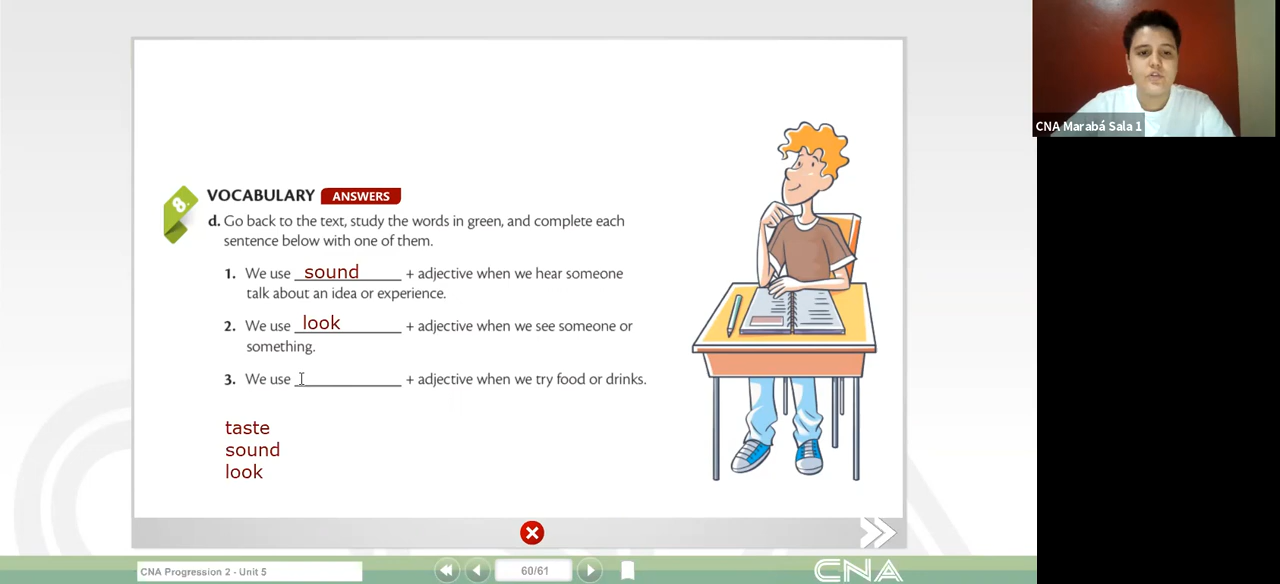 CNA Marabá Sala 1
8.
VOCABULARY ANSWERS
d. Go back to the text, study the words in green, and complete each
sentence below with one of them.
1. We use sound + adjective when we hear someone
talk about an idea or experience.
2. We use look + adjective when we see someone or
something.
3. We use ____________ + adjective when we try food or drinks.
taste
sound
look
CNA Progression 2 - Unit 5
60/61
CNA